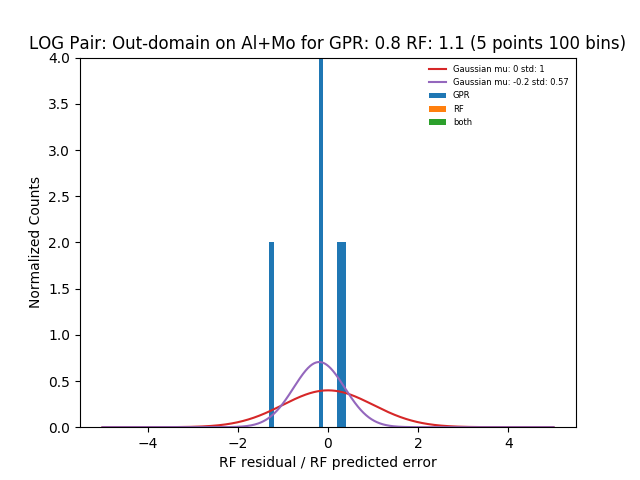 LOG Pair: Out-domain on Al+Mo for GPR: 0.8 RF: 1.1 (5 points 100 bins)
Gaussian mu: 0 std: 1
Gaussian mu: -0.2 std: 0.57
GPR
RF
both
Normalized Counts
4.0
3.5
3.0
2.5
2.0
1.5
1.0
0.5
0.0
−4 −2 0 2 4
RF residual / RF predicted error